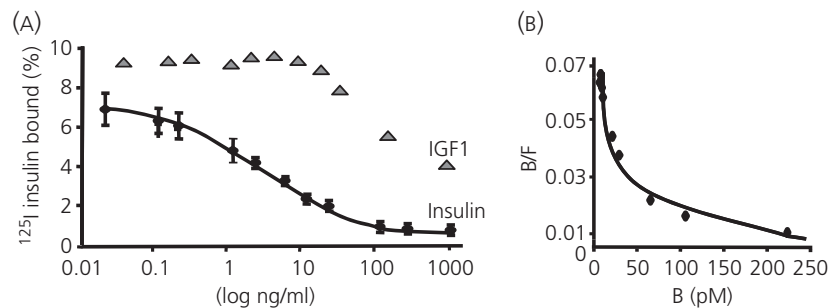 (A)
10
8
6
4
2
0
¹²⁵I insulin bound (%)
IGF1
Insulin
0.01 0.1 1 10 100 1000
(log ng/ml)
(B)
0.07
0.05
0.03
0.01
0
B/F
0 50 100 150 200 250
B (pM)